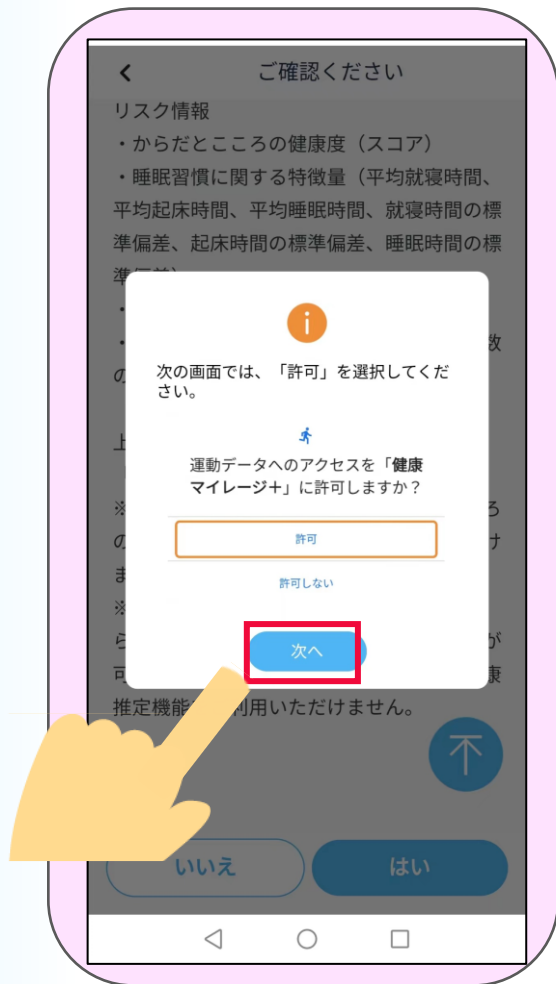 ご確認ください
リスク情報
・からだとこころの健康度（スコア）
・睡眠習慣に関する特徴量（平均就寝時間、
平均起床時間、平均睡眠時間、就寝時間の標
準偏差、起床時間の標準偏差、睡眠時間の標
次の画面では、「許可」を選択してくだ
さい。
運動データへのアクセスを「健康
マイレージ＋」に許可しますか？
許可
許可しない
次へ
推定機能
利用いただけません。
いいえ
はい